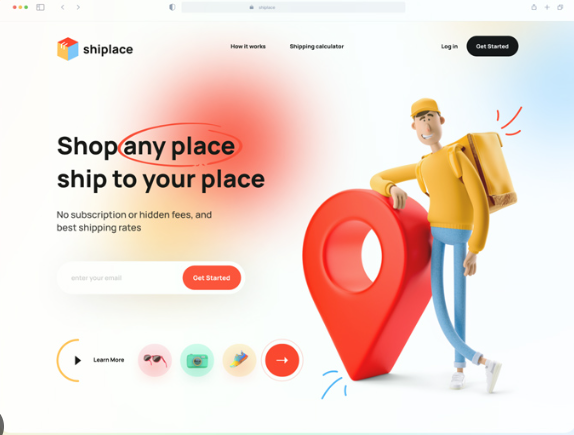 shiplace
shiplace
How it works
Shipping calculator
Log in
Get Started
Shop any place
ship to your place
No subscription or hidden fees, and
best shipping rates
enter your email
Get Started
Learn More